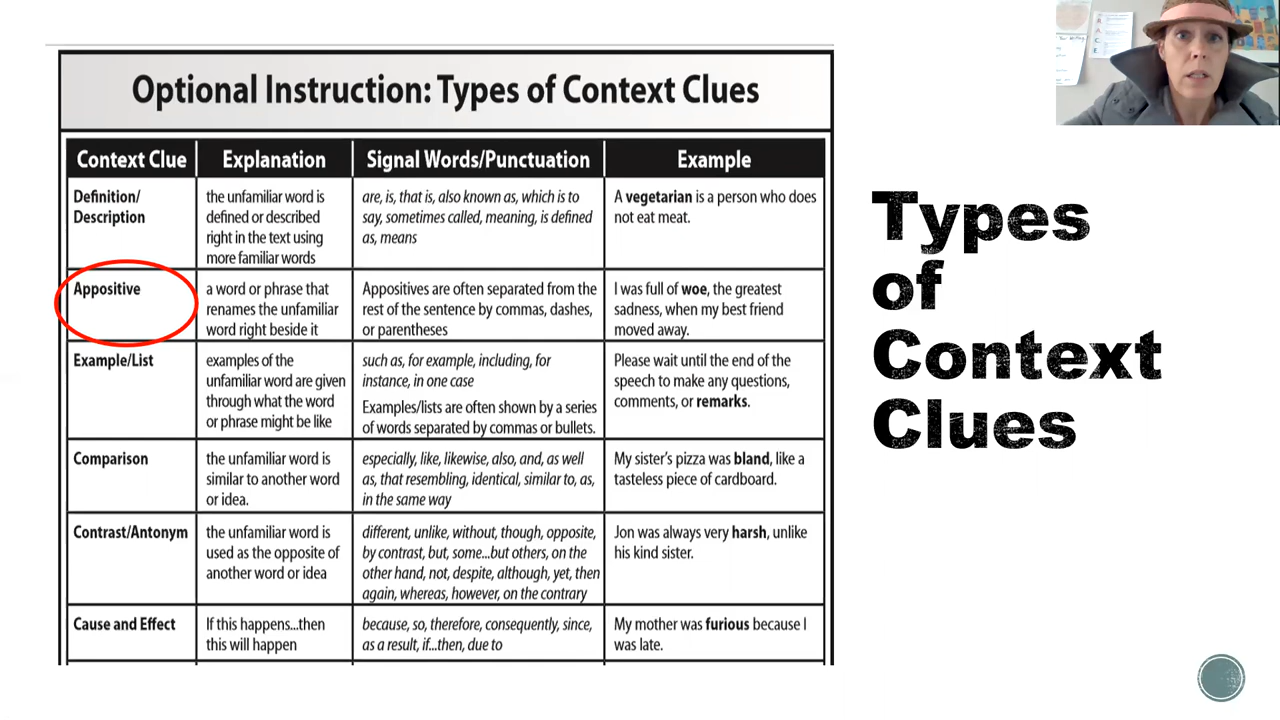 Optional Instruction: Types of Context Clues
Context Clue
Explanation
Signal Words/Punctuation
Example
Definition/
Description
the unfamiliar word is
defined or described
right in the text using
more familiar words
are, is, that is, also known as, which is to
say, sometimes called, meaning, is defined
as, means
A vegetarian is a person who does
not eat meat.
Appositive
a word or phrase that
renames the unfamiliar
word right beside it
Appositives are often separated from the
rest of the sentence by commas, dashes,
or parentheses
I was full of woe, the greatest
sadness, when my best friend
moved away.
Example/List
examples of the
unfamiliar word are given
through what the word
or phrase might be like
such as, for example, including, for
instance, in one case
Examples/lists are often shown by a series
of words separated by commas or bullets.
Please wait until the end of the
speech to make any questions,
comments, or remarks.
Comparison
the unfamiliar word is
similar to another word
or idea.
especially, like, likewise, also, and, as well
as, that resembling, identical, similar to, as,
in the same way
My sister's pizza was bland, like a
tasteless piece of cardboard.
Contrast/Antonym
the unfamiliar word is
used as the opposite of
another word or idea
different, unlike, without, though, opposite,
by contrast, but, some...but others, on the
other hand, not, despite, although, yet, then
again, whereas, however, on the contrary
Jon was always very harsh, unlike
his kind sister.
Cause and Effect
If this happens...then
this will happen
because, so, therefore, consequently, since,
as a result, if...then, due to
My mother was furious because I
was late.
Types
of
Context
Clues